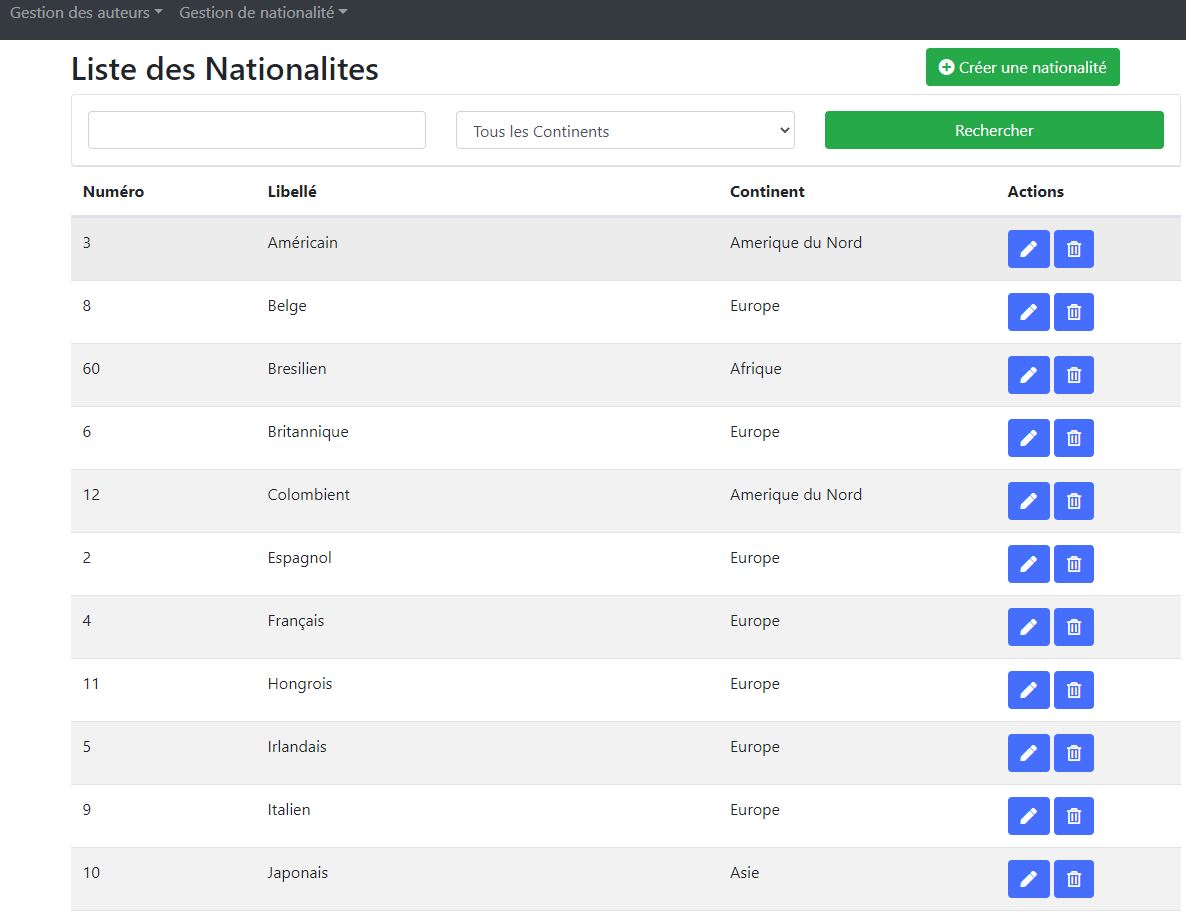 Gestion des auteurs Gestion de nationalité
Liste des Nationalites
Créer une nationalité
Tous les Continents
Rechercher
Numéro Libellé Continent Actions
3 Américain Amerique du Nord
8 Belge Europe
60 Bresilien Afrique
6 Britannique Europe
12 Colombient Amerique du Nord
2 Espagnol Europe
4 Français Europe
11 Hongrois Europe
5 Irlandais Europe
9 Italien Europe
10 Japonais Asie